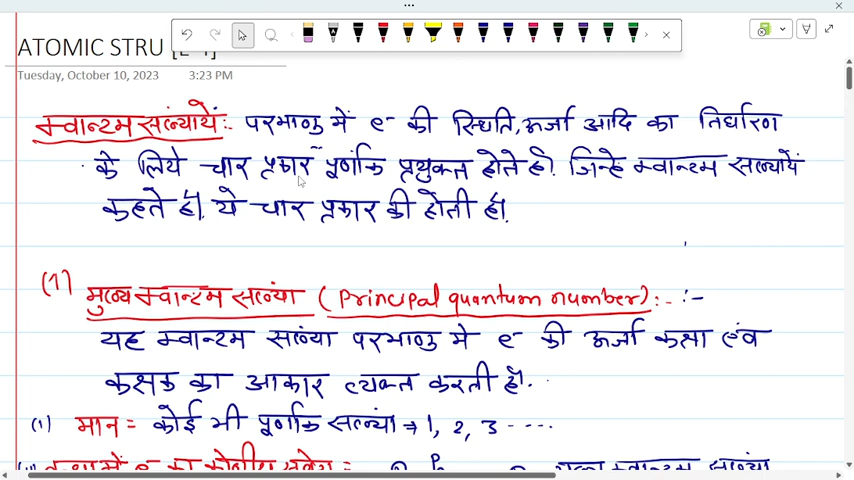 ATOMIC STRU
Tuesday, October 10, 2023 3:23 PM
क्वान्टम संख्यायें:- परमाणु में e- की स्थिति, ऊर्जा आदि का निर्धारण
के लिये चार प्रकार पूर्णांक प्रयुक्त होते है। जिन्हे क्वान्टम संख्यायें
कहते हैं। ये चार प्रकार की होती हैं।
(1) मुख्य क्वान्टम संख्या (Principal quantum number):- :-
यह क्वान्टम संख्या परमाणु मे e- की ऊर्जा कक्षा एवं
कक्षक का आकार व्यक्त करती है।
(1) मान = कोई भी पूर्णांक संख्या → 1, 2, 3 ----